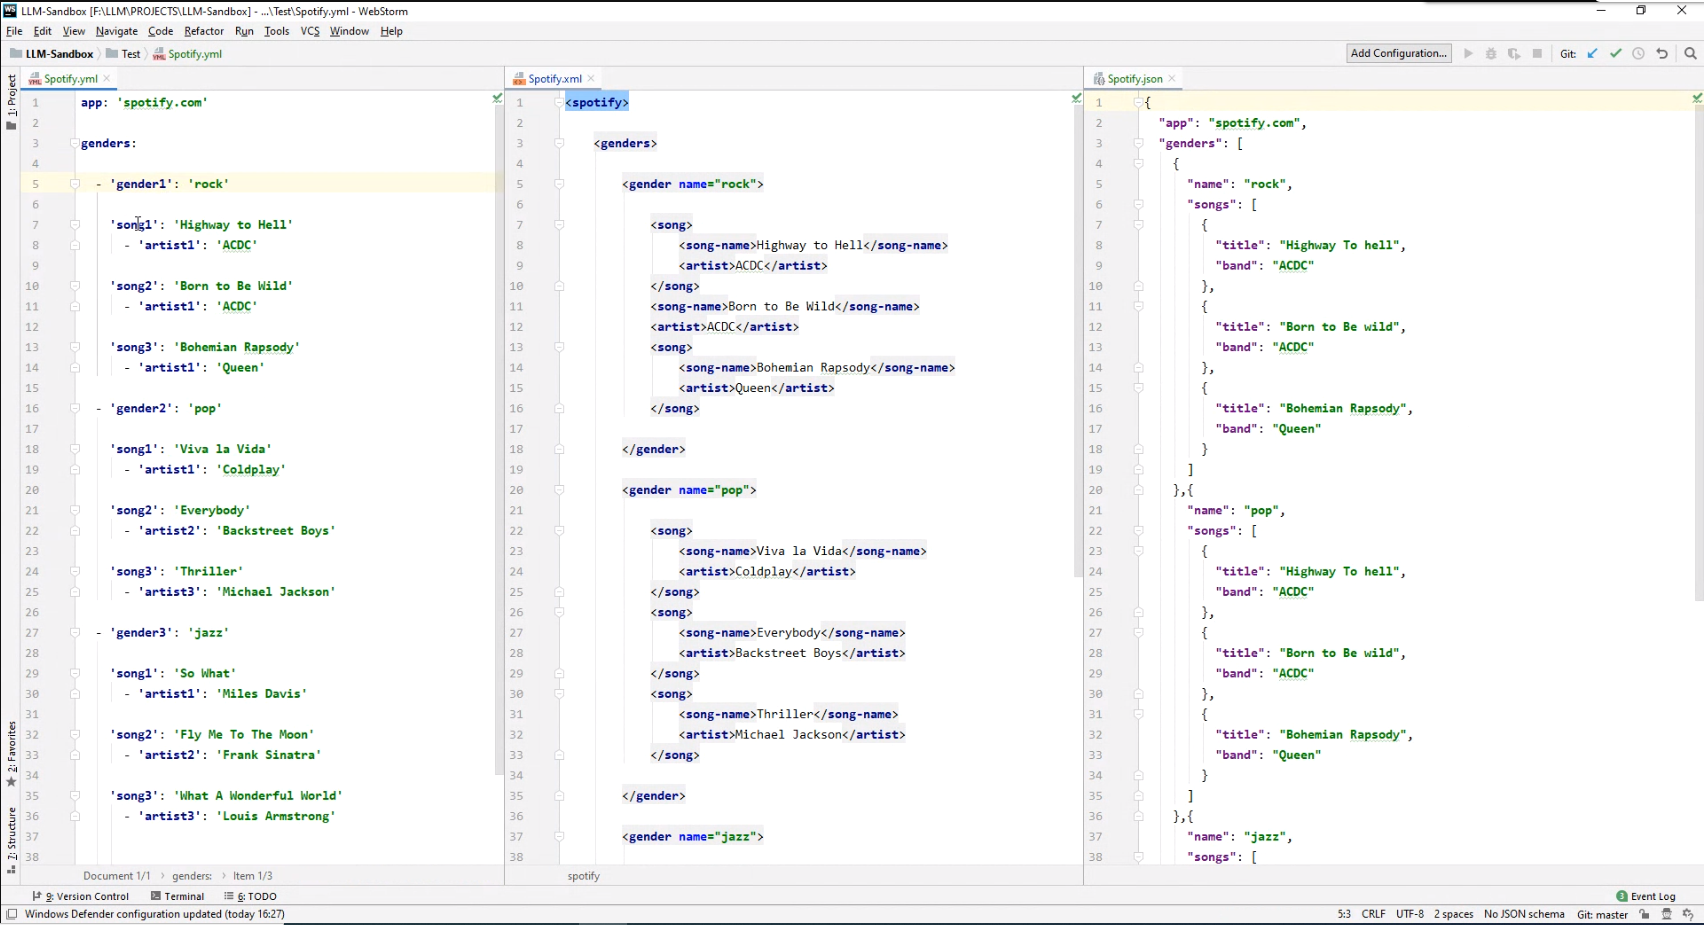 LLM-Sandbox [F:\LLM\PROJECTS\LLM-Sandbox] - ...\Test\Spotify.yml - WebStorm
File Edit View Navigate Code Refactor Run Tools VCS Window Help
LLM-Sandbox Test Spotify.yml Add Configuration... Git:
1: Project
2: Favorites
7: Structure
Spotify.yml
1 app: 'spotify.com'
2
3 genders:
4
5 - 'gender1': 'rock'
6
7 'song1': 'Highway to Hell'
8 - 'artist1': 'ACDC'
9
10 'song2': 'Born to Be Wild'
11 - 'artist1': 'ACDC'
12
13 'song3': 'Bohemian Rapsody'
14 - 'artist1': 'Queen'
15
16 - 'gender2': 'pop'
17
18 'song1': 'Viva la Vida'
19 - 'artist1': 'Coldplay'
20
21 'song2': 'Everybody'
22 - 'artist2': 'Backstreet Boys'
23
24 'song3': 'Thriller'
25 - 'artist3': 'Michael Jackson'
26
27 - 'gender3': 'jazz'
28
29 'song1': 'So What'
30 - 'artist1': 'Miles Davis'
31
32 'song2': 'Fly Me To The Moon'
33 - 'artist2': 'Frank Sinatra'
34
35 'song3': 'What A Wonderful World'
36 - 'artist3': 'Louis Armstrong'
37
38
Document 1/1 genders: Item 1/3
Spotify.xml
1 <spotify>
2
3 <genders>
4
5 <gender name="rock">
6
7 <song>
8 <song-name>Highway to Hell</song-name>
9 <artist>ACDC</artist>
10 </song>
11 <song-name>Born to Be Wild</song-name>
12 <artist>ACDC</artist>
13 <song>
14 <song-name>Bohemian Rapsody</song-name>
15 <artist>Queen</artist>
16 </song>
17
18 </gender>
19
20 <gender name="pop">
21
22 <song>
23 <song-name>Viva la Vida</song-name>
24 <artist>Coldplay</artist>
25 </song>
26 <song>
27 <song-name>Everybody</song-name>
28 <artist>Backstreet Boys</artist>
29 </song>
30 <song>
31 <song-name>Thriller</song-name>
32 <artist>Michael Jackson</artist>
33 </song>
34
35 </gender>
36
37 <gender name="jazz">
38
spotify
Spotify.json
1 {
2 "app": "spotify.com",
3 "genders": [
4 {
5 "name": "rock",
6 "songs": [
7 {
8 "title": "Highway To hell",
9 "band": "ACDC"
10 },
11 {
12 "title": "Born to Be wild",
13 "band": "ACDC"
14 },
15 {
16 "title": "Bohemian Rapsody",
17 "band": "Queen"
18 }
19 ]
20 },{
21 "name": "pop",
22 "songs": [
23 {
24 "title": "Highway To hell",
25 "band": "ACDC"
26 },
27 {
28 "title": "Born to Be wild",
29 "band": "ACDC"
30 },
31 {
32 "title": "Bohemian Rapsody",
33 "band": "Queen"
34 }
35 ]
36 },{
37 "name": "jazz",
38 "songs": [
9: Version Control Terminal 6: TODO 3 Event Log
Windows Defender configuration updated (today 16:27) 5:3 CRLF UTF-8 2 spaces No JSON schema Git: master